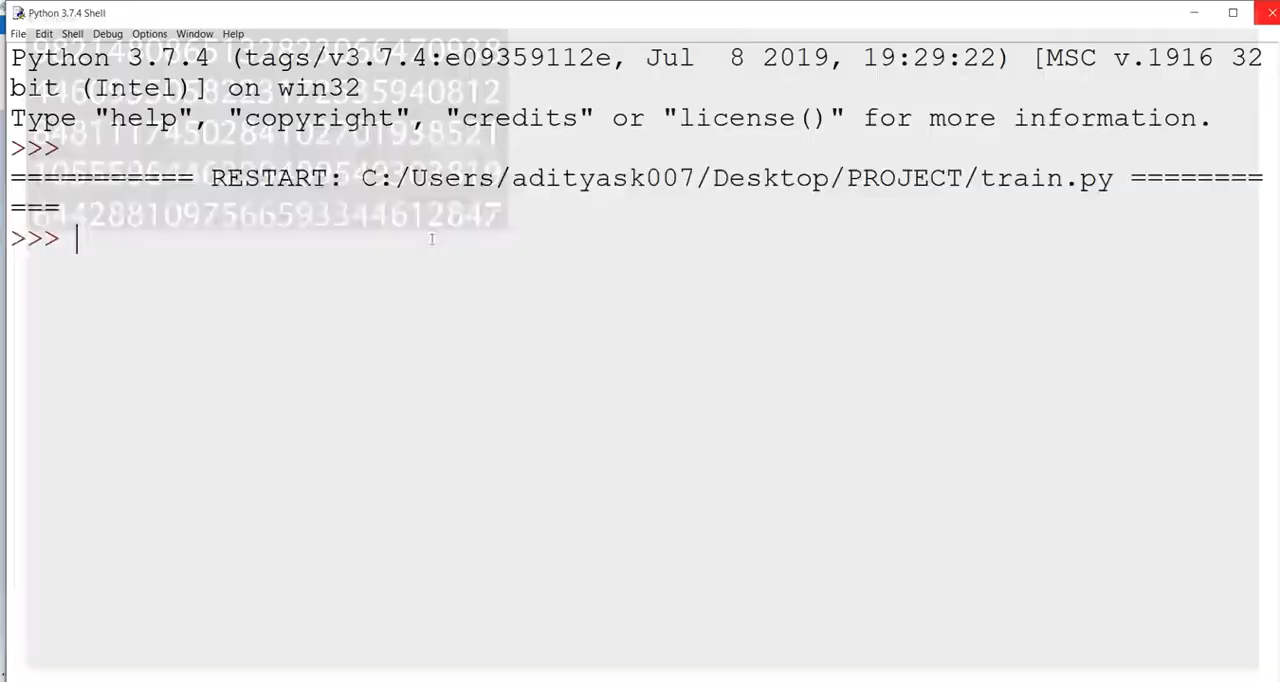 Python 3.7.4 Shell
File Edit Shell Debug Options Window Help
Python 3.7.4 (tags/v3.7.4:e09359112e, Jul  8 2019, 19:29:22) [MSC v.1916 32
bit (Intel)] on win32
Type "help", "copyright", "credits" or "license()" for more information.
>>>
=========== RESTART: C:/Users/adityask007/Desktop/PROJECT/train.py ========
===
>>>